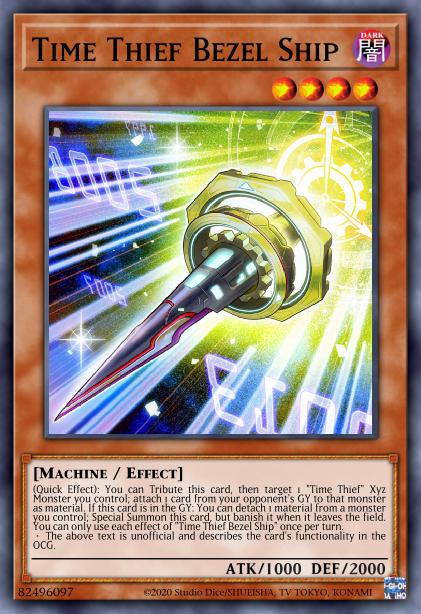 TIME THIEF BEZEL SHIP
DARK
闇
[MACHINE / EFFECT]
(Quick Effect): You can Tribute this card, then target 1 "Time Thief" Xyz
Monster you control; attach 1 card from your opponent's GY to that monster
as material. If this card is in the GY: You can detach 1 material from a monster
you control; Special Summon this card, but banish it when it leaves the field.
You can only use each effect of "Time Thief Bezel Ship" once per turn.
· The above text is unofficial and describes the card's functionality in the
OCG.
ATK/1000 DEF/2000
82496097 ©2020 Studio Dice/SHUEISHA, TV TOKYO, KONAMI